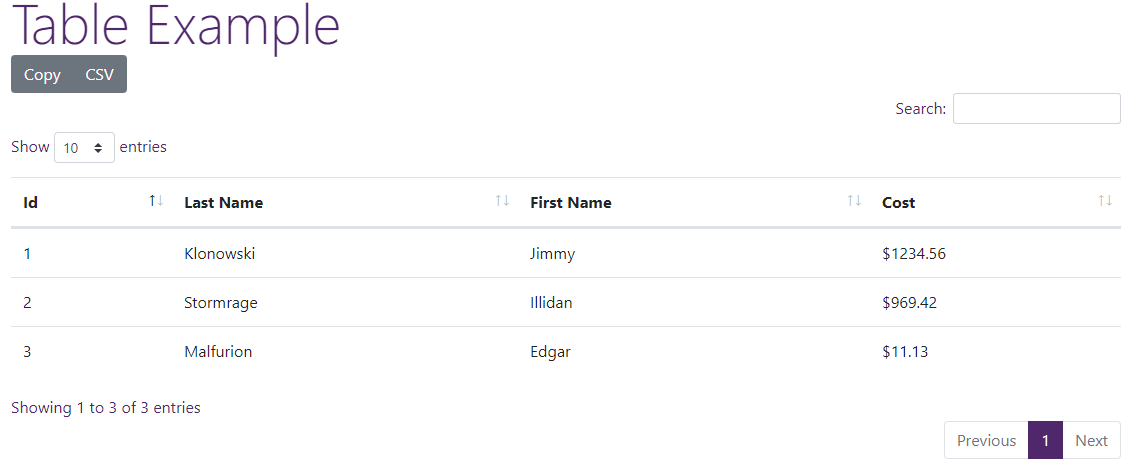 Table Example
Copy CSV
Search:
Show 10 entries
Id Last Name First Name Cost
1 Klonowski Jimmy $1234.56
2 Stormrage Illidan $969.42
3 Malfurion Edgar $11.13
Showing 1 to 3 of 3 entries
Previous 1 Next